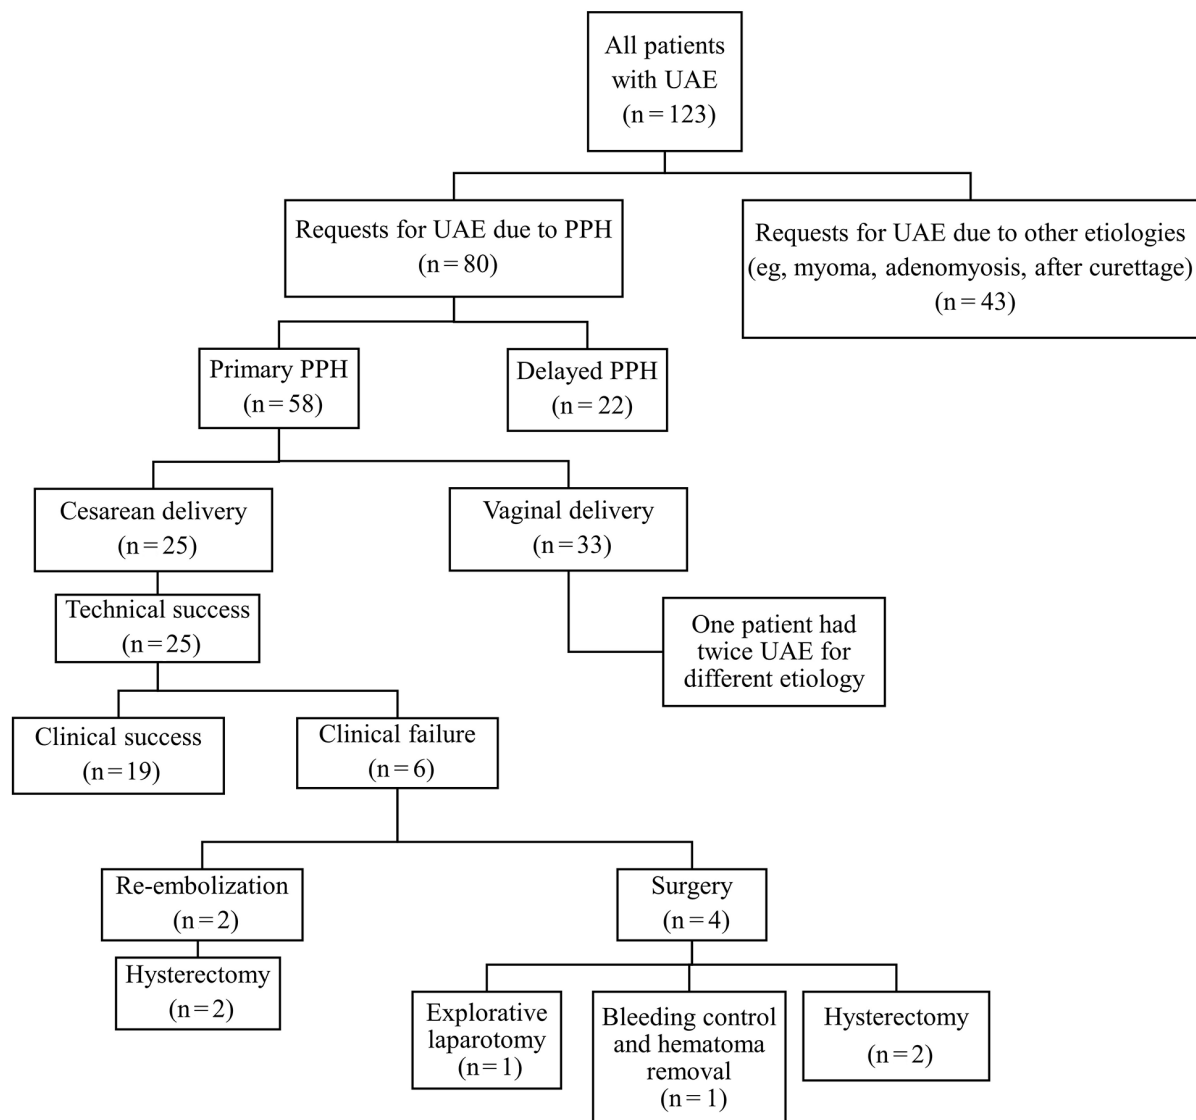 All patients
with UAE
(n = 123)
Requests for UAE due to PPH
(n = 80)
Requests for UAE due to other etiologies
(eg, myoma, adenomyosis, after curettage)
(n = 43)
Primary PPH
(n = 58)
Delayed PPH
(n = 22)
Cesarean delivery
(n = 25)
Vaginal delivery
(n = 33)
Technical success
(n = 25)
One patient had
twice UAE for
different etiology
Clinical success
(n = 19)
Clinical failure
(n = 6)
Re-embolization
(n = 2)
Surgery
(n = 4)
Hysterectomy
(n = 2)
Explorative
laparotomy
(n = 1)
Bleeding control
and hematoma
removal
(n = 1)
Hysterectomy
(n = 2)